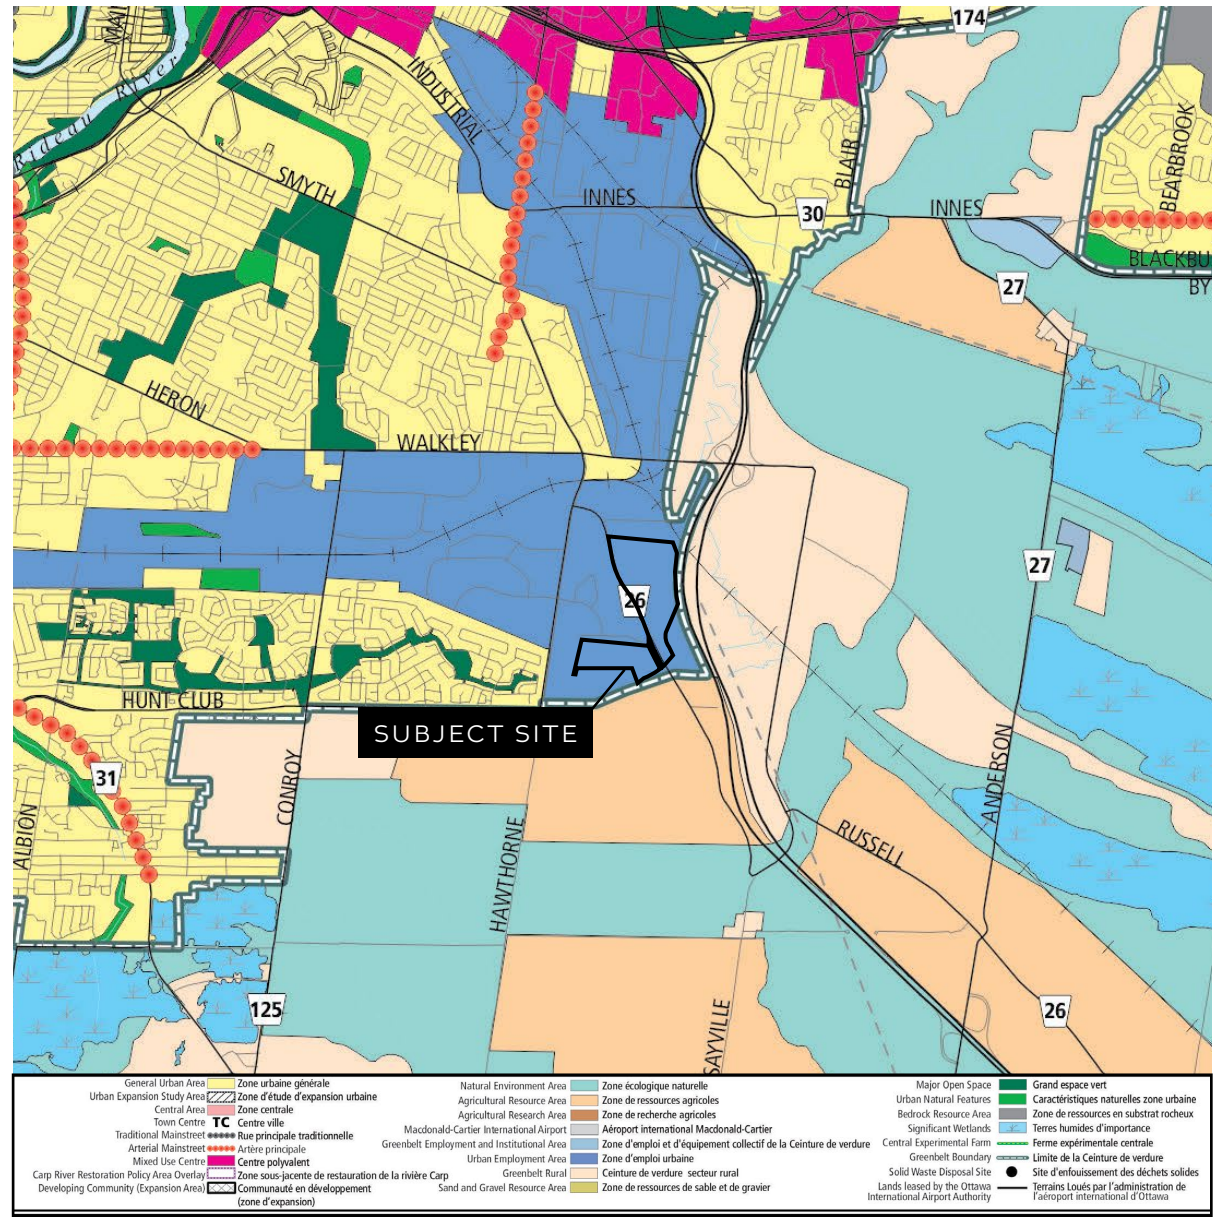 174
MAIN
Rideau River
INDUSTRIAL
BLAIR
BEARBROOK
SMYTH
INNES
30
INNES
27
BLACKBU
BY
HERON
WALKLEY
27
26
HUNT CLUB
SUBJECT SITE
31
CONROY
ANDERSON
ALBION
HAWTHORNE
RUSSELL
125
SAYVILLE
26
General Urban Area Zone urbaine générale
Urban Expansion Study Area Zone d'étude d'expansion urbaine
Central Area Zone centrale
Town Centre TC Centre ville
Traditional Mainstreet Rue principale traditionnelle
Arterial Mainstreet Artère principale
Mixed Use Centre Centre polyvalent
Carp River Restoration Policy Area Overlay Zone sous-jacente de restauration de la rivière Carp
Developing Community (Expansion Area) Communauté en développement
(zone d'expansion)
Natural Environment Area Zone écologique naturelle
Agricultural Resource Area Zone de ressources agricoles
Agricultural Research Area Zone de recherche agricoles
Macdonald-Cartier International Airport Aéroport international Macdonald-Cartier
Greenbelt Employment and Institutional Area Zone d'emploi et d'équipement collectif de la Ceinture de verdure
Urban Employment Area Zone d'emploi urbaine
Greenbelt Rural Ceinture de verdure secteur rural
Sand and Gravel Resource Area Zone de ressources de sable et de gravier
Major Open Space Grand espace vert
Urban Natural Features Caractéristiques naturelles zone urbaine
Bedrock Resource Area Zone de ressources en substrat rocheux
Significant Wetlands Terres humides d'importance
Central Experimental Farm Ferme expérimentale centrale
Greenbelt Boundary Limite de la Ceinture de verdure
Solid Waste Disposal Site Site d'enfouissement des déchets solides
Lands leased by the Ottawa Terrains Loués par l'administration de
International Airport Authority l'aéroport international d'Ottawa